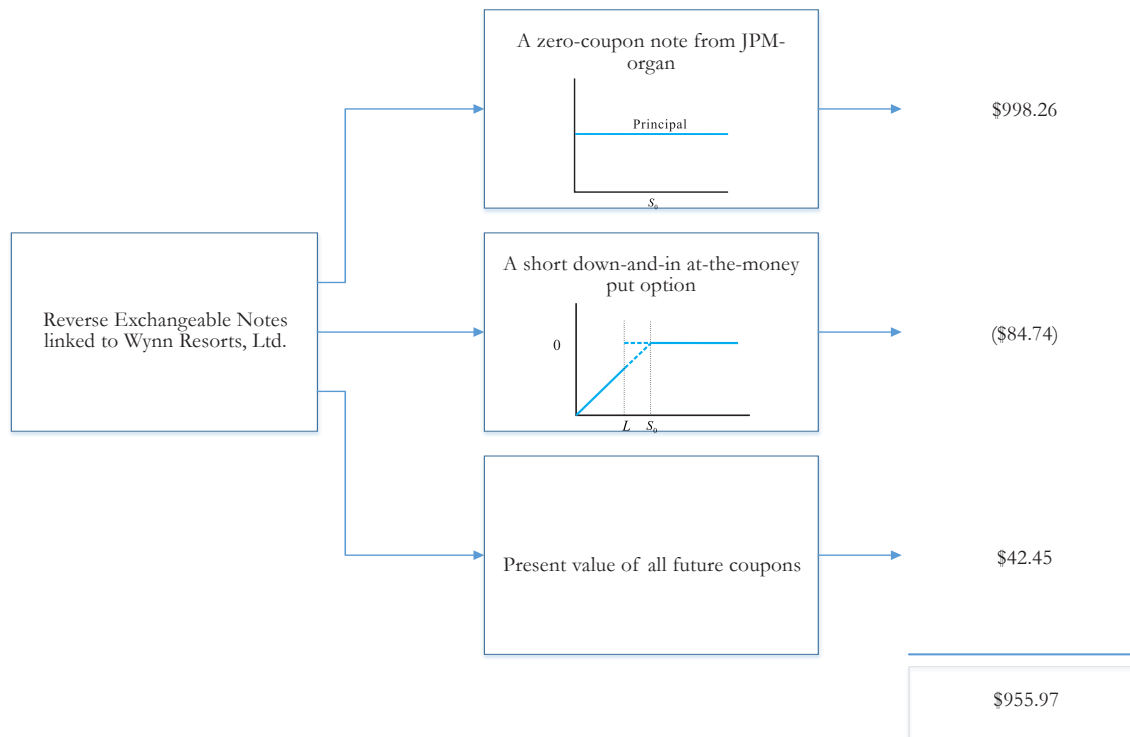 A zero-coupon note from JPM-
organ
Principal
S₀
$998.26
Reverse Exchangeable Notes
linked to Wynn Resorts, Ltd.
A short down-and-in at-the-money
put option
0
L S₀
($84.74)
Present value of all future coupons
$42.45
$955.97